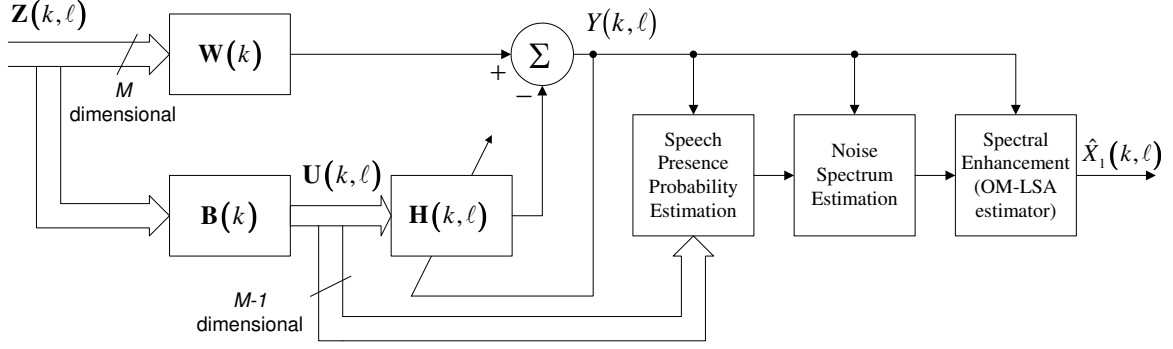 Z(k,ℓ)
W(k)
M
dimensional
+
−
Σ
Y(k,ℓ)
B(k)
U(k,ℓ)
H(k,ℓ)
M-1
dimensional
Speech
Presence
Probability
Estimation
Noise
Spectrum
Estimation
Spectral
Enhancement
(OM-LSA
estimator)
X̂₁(k,ℓ)